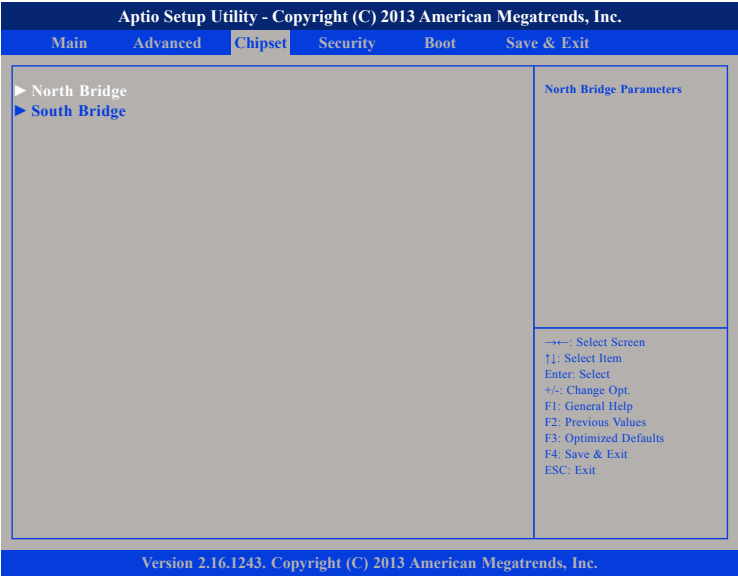 Aptio Setup Utility - Copyright (C) 2013 American Megatrends, Inc.
Main Advanced Chipset Security Boot Save & Exit
► North Bridge
► South Bridge
North Bridge Parameters
→←: Select Screen
↑↓: Select Item
Enter: Select
+/-: Change Opt.
F1: General Help
F2: Previous Values
F3: Optimized Defaults
F4: Save & Exit
ESC: Exit
Version 2.16.1243. Copyright (C) 2013 American Megatrends, Inc.